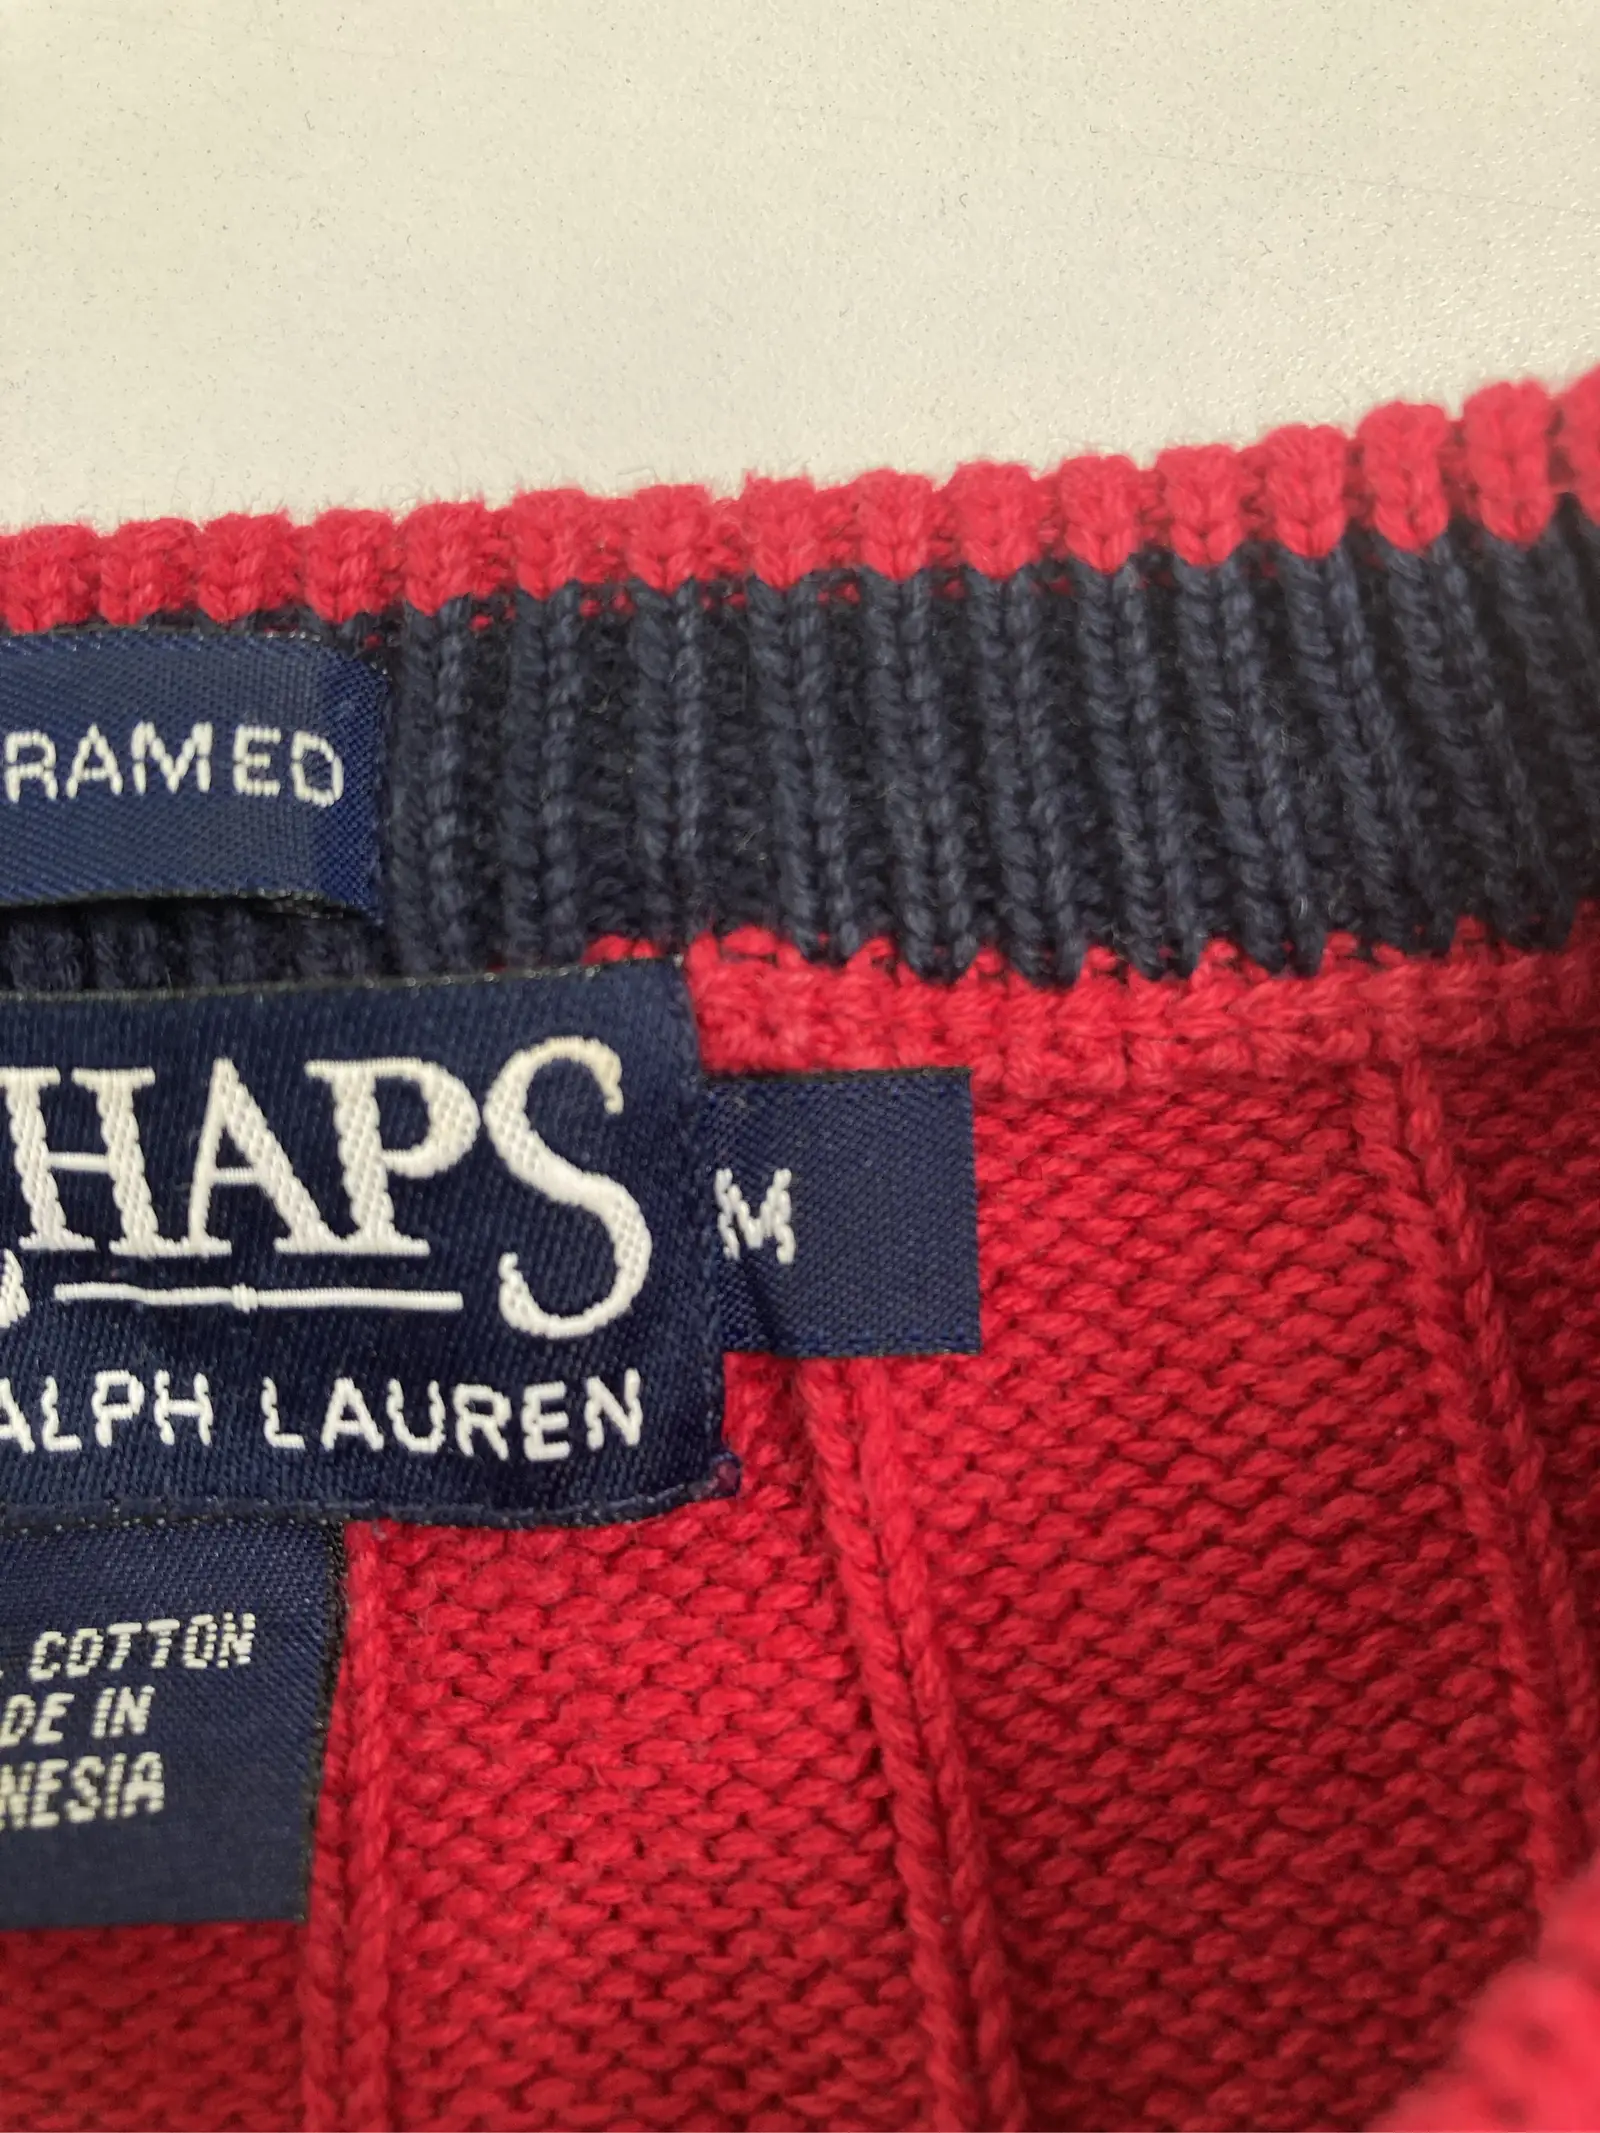 RAMED
HAPS
M
ALPH LAUREN
COTTON
DE IN
NESIA